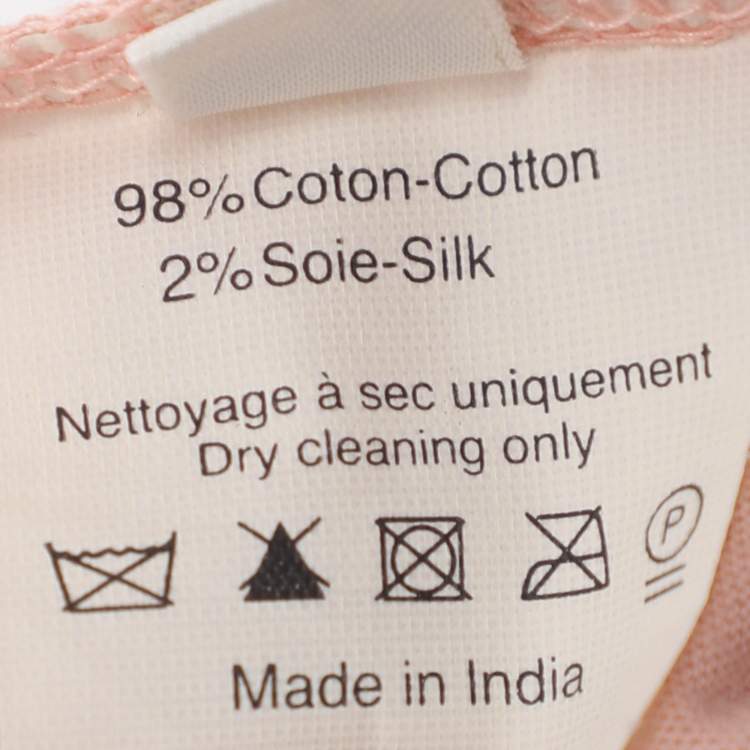 98% Coton-Cotton
2% Soie-Silk
Nettoyage à sec uniquement
Dry cleaning only
P
Made in India